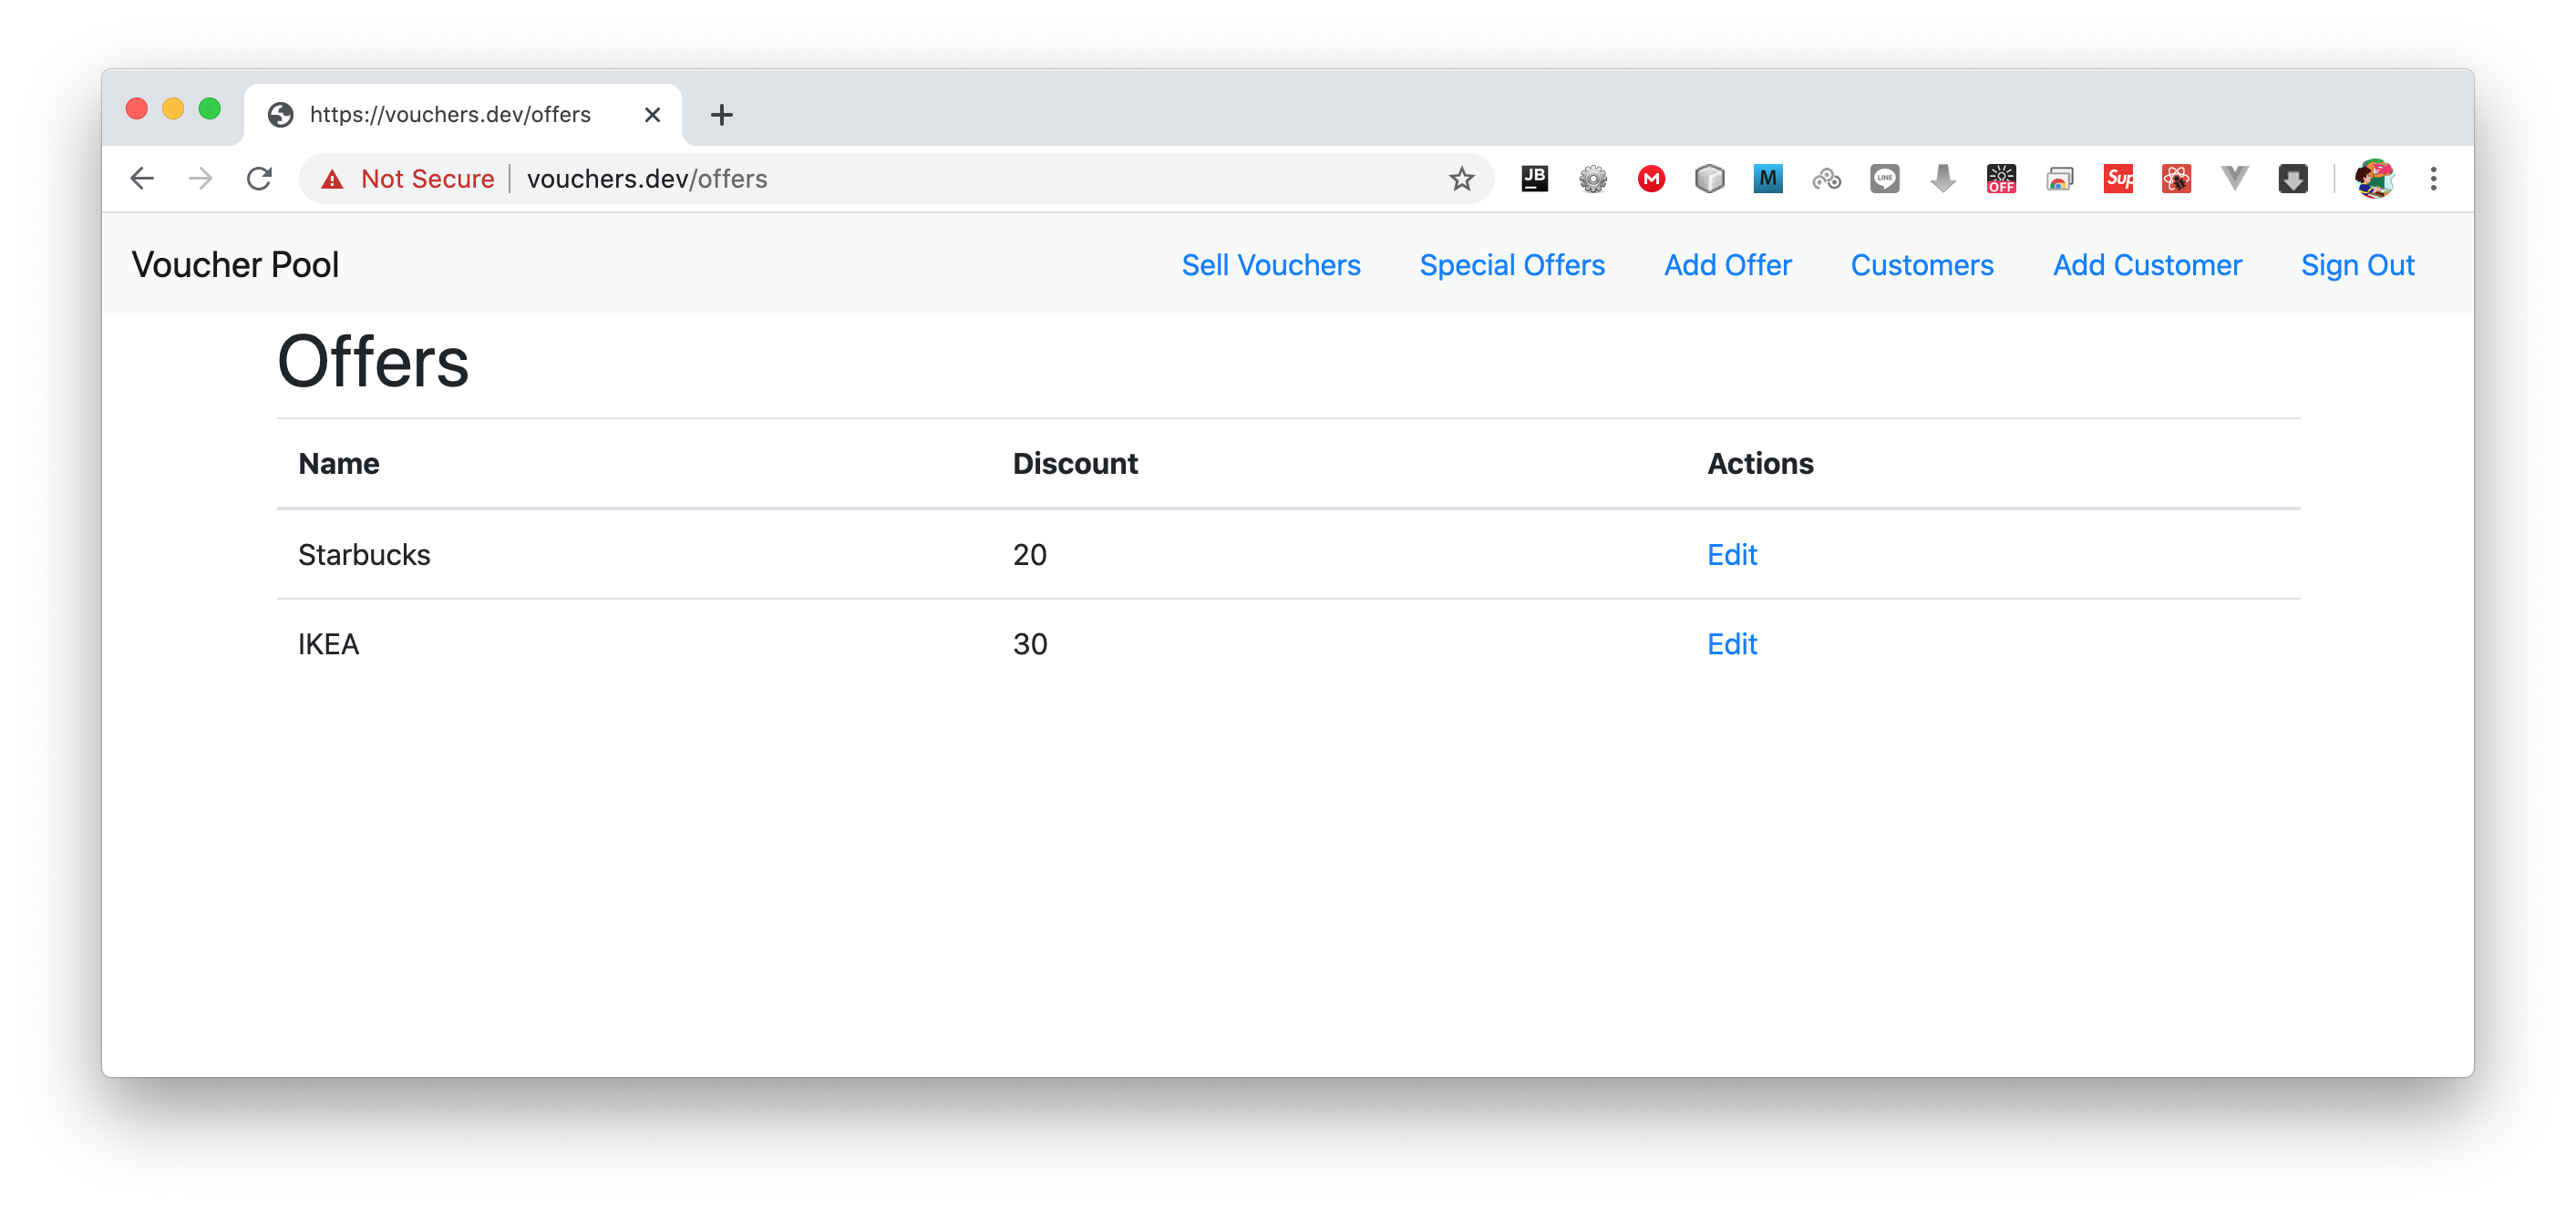 https://vouchers.dev/offers
Not Secure | vouchers.dev/offers
JB M M LINE OFF Sup
Voucher Pool Sell Vouchers Special Offers Add Offer Customers Add Customer Sign Out
Offers
Name Discount Actions
Starbucks 20 Edit
IKEA 30 Edit